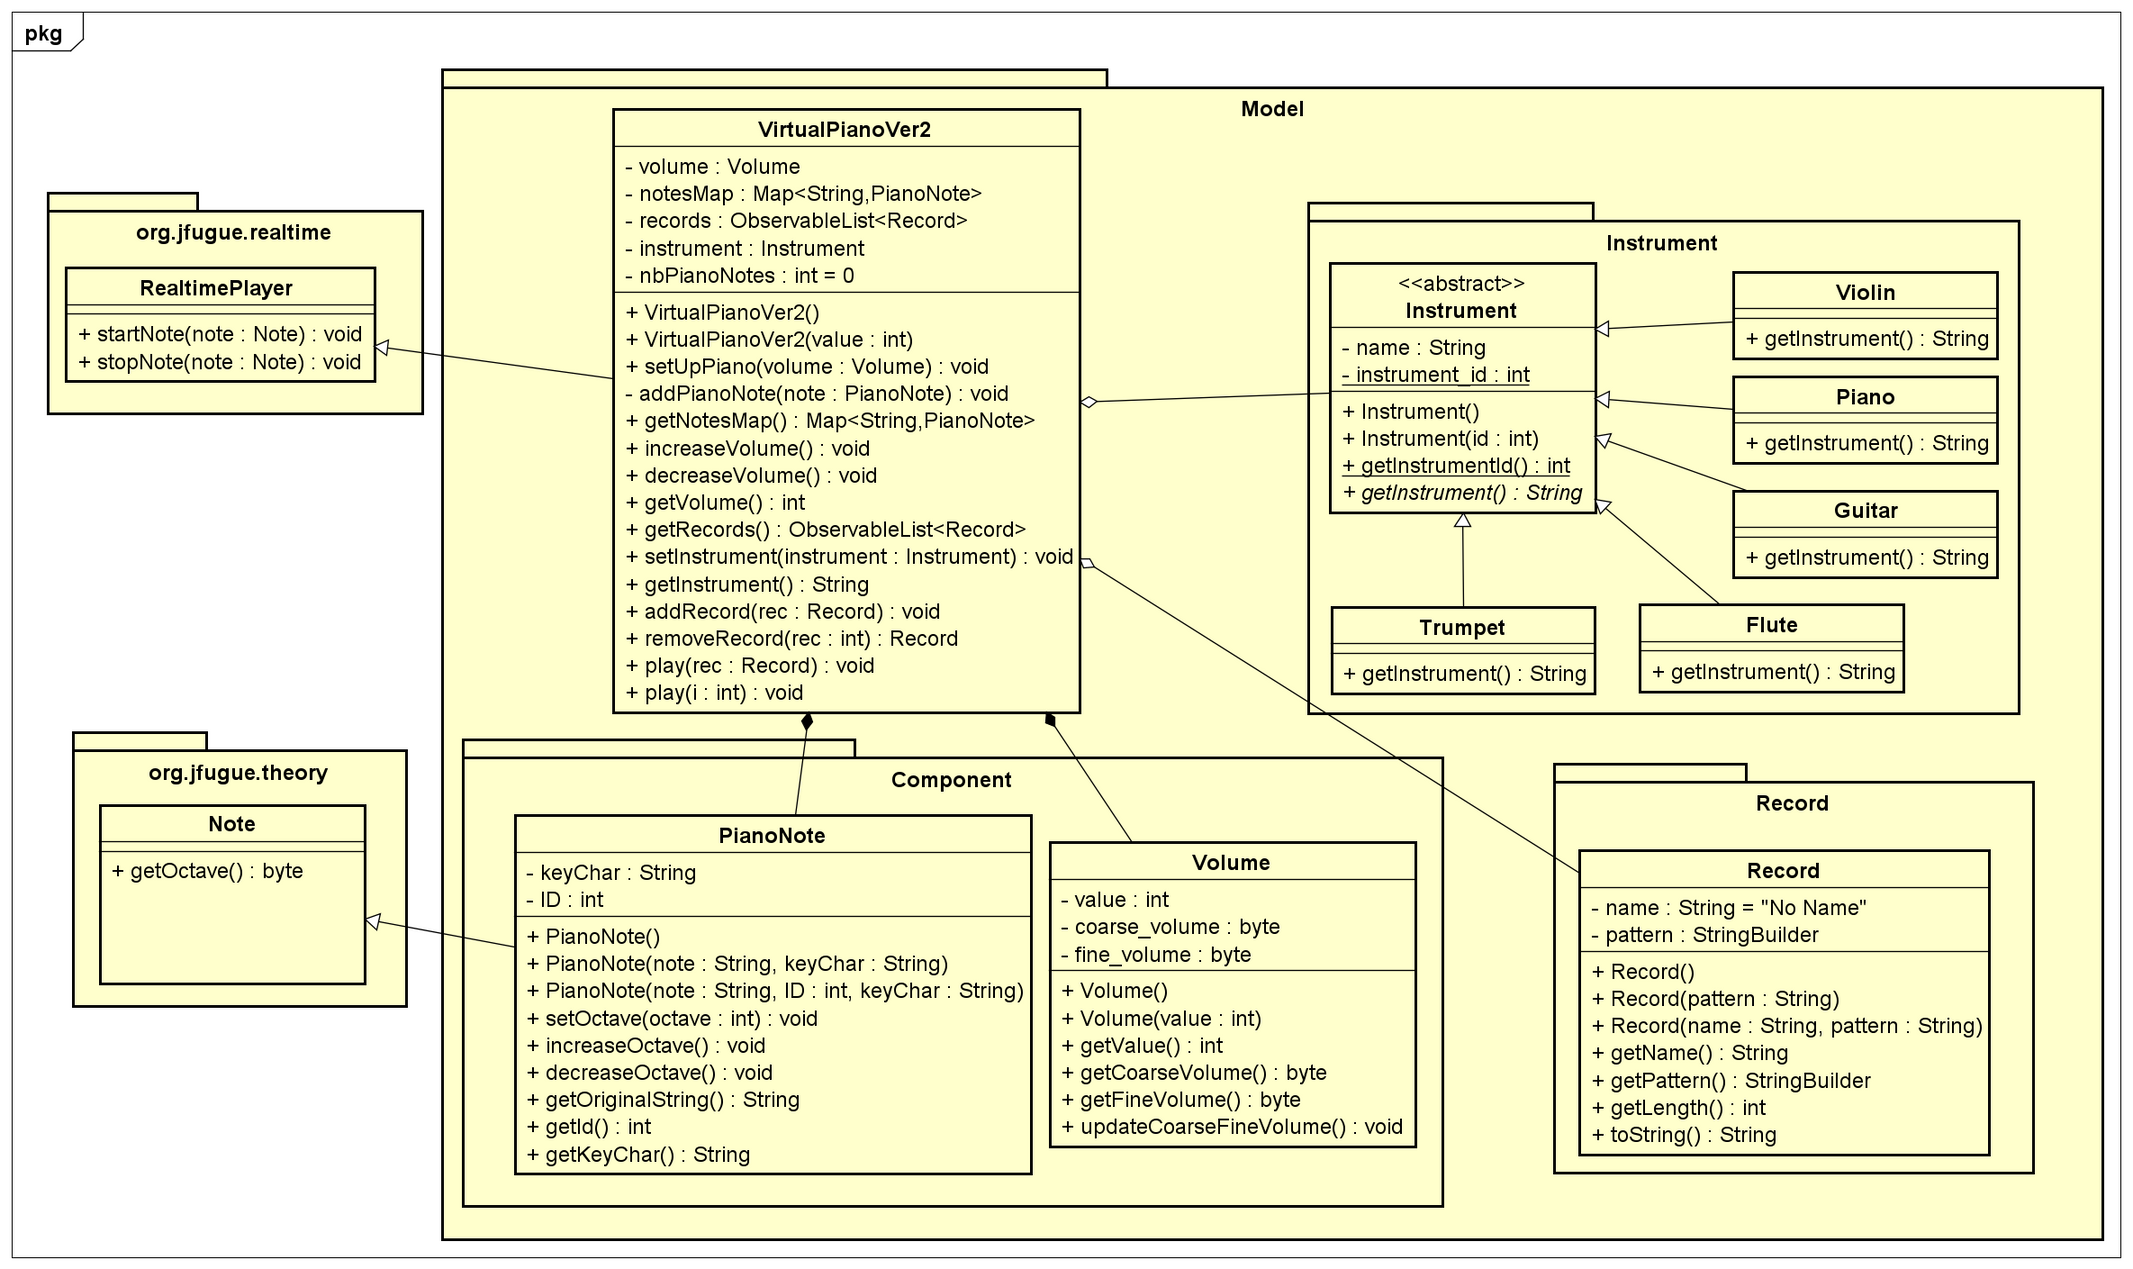 pkg
Model
VirtualPianoVer2
- volume : Volume
- notesMap : Map<String,PianoNote>
- records : ObservableList<Record>
- instrument : Instrument
- nbPianoNotes : int = 0
+ VirtualPianoVer2()
+ VirtualPianoVer2(value : int)
+ setUpPiano(volume : Volume) : void
- addPianoNote(note : PianoNote) : void
+ getNotesMap() : Map<String,PianoNote>
+ increaseVolume() : void
+ decreaseVolume() : void
+ getVolume() : int
+ getRecords() : ObservableList<Record>
+ setInstrument(instrument : Instrument) : void
+ getInstrument() : String
+ addRecord(rec : Record) : void
+ removeRecord(rec : int) : Record
+ play(rec : Record) : void
+ play(i : int) : void
org.jfugue.realtime
RealtimePlayer
+ startNote(note : Note) : void
+ stopNote(note : Note) : void
Instrument
<<abstract>>
Instrument
- name : String
- instrument_id : int
+ Instrument()
+ Instrument(id : int)
+ getInstrumentId() : int
+ getInstrument() : String
Violin
+ getInstrument() : String
Piano
+ getInstrument() : String
Guitar
+ getInstrument() : String
Trumpet
+ getInstrument() : String
Flute
+ getInstrument() : String
org.jfugue.theory
Note
+ getOctave() : byte
Component
PianoNote
- keyChar : String
- ID : int
+ PianoNote()
+ PianoNote(note : String, keyChar : String)
+ PianoNote(note : String, ID : int, keyChar : String)
+ setOctave(octave : int) : void
+ increaseOctave() : void
+ decreaseOctave() : void
+ getOriginalString() : String
+ getId() : int
+ getKeyChar() : String
Volume
- value : int
- coarse_volume : byte
- fine_volume : byte
+ Volume()
+ Volume(value : int)
+ getValue() : int
+ getCoarseVolume() : byte
+ getFineVolume() : byte
+ updateCoarseFineVolume() : void
Record
Record
- name : String = "No Name"
- pattern : StringBuilder
+ Record()
+ Record(pattern : String)
+ Record(name : String, pattern : String)
+ getName() : String
+ getPattern() : StringBuilder
+ getLength() : int
+ toString() : String